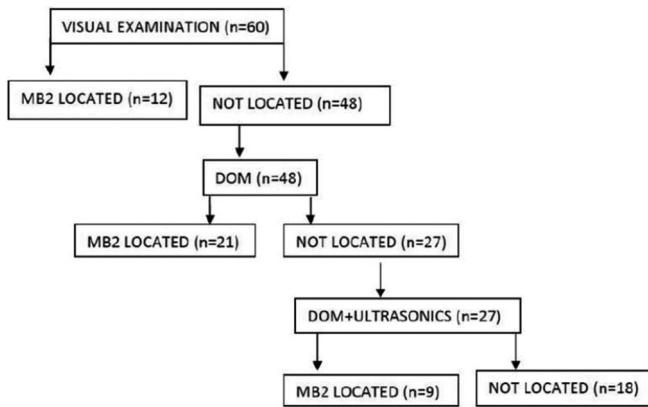 VISUAL EXAMINATION (n=60)
MB2 LOCATED (n=12)
NOT LOCATED (n=48)
DOM (n=48)
MB2 LOCATED (n=21)
NOT LOCATED (n=27)
DOM+ULTRASONICS (n=27)
MB2 LOCATED (n=9)
NOT LOCATED (n=18)